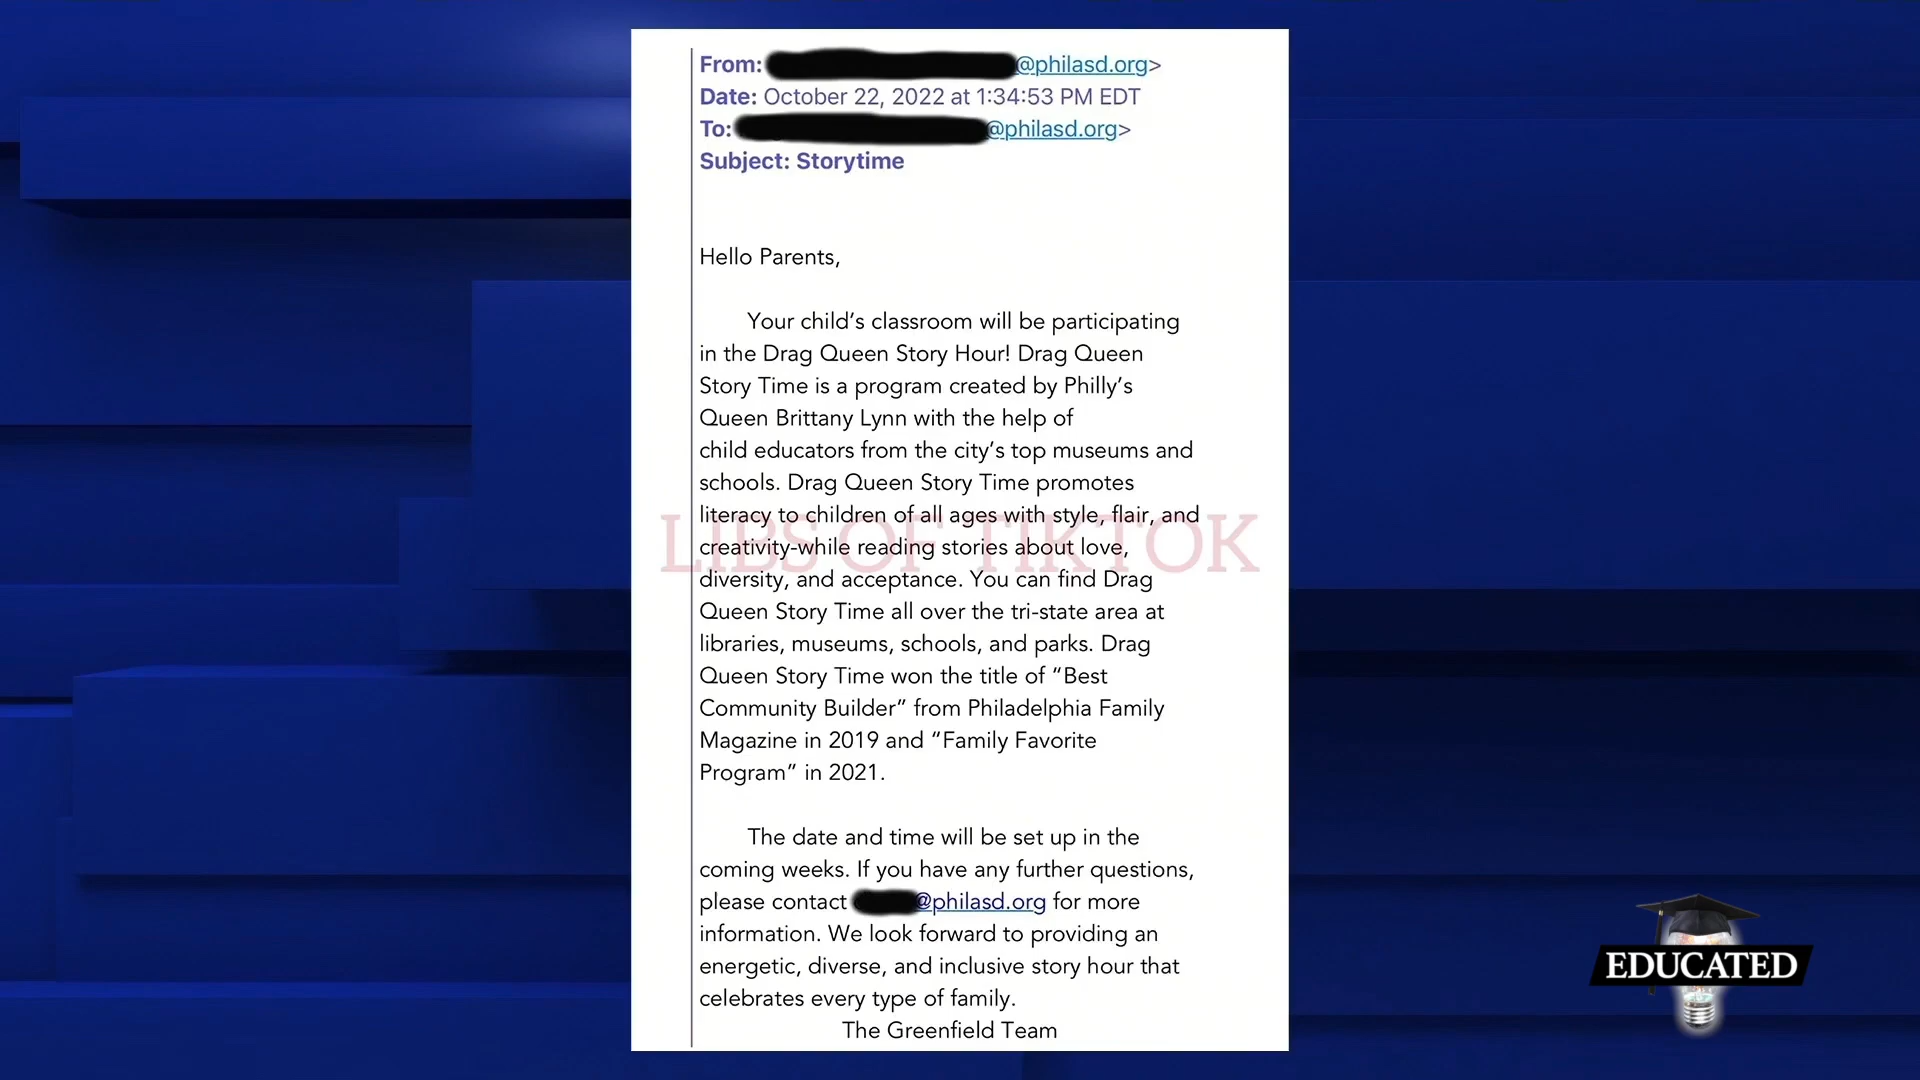 From: @philasd.org>
Date: October 22, 2022 at 1:34:53 PM EDT
To: @philasd.org>
Subject: Storytime
Hello Parents,
Your child’s classroom will be participating
in the Drag Queen Story Hour! Drag Queen
Story Time is a program created by Philly’s
Queen Brittany Lynn with the help of
child educators from the city’s top museums and
schools. Drag Queen Story Time promotes
literacy to children of all ages with style, flair, and
LIBS OF TIKTOK
creativity-while reading stories about love,
diversity, and acceptance. You can find Drag
Queen Story Time all over the tri-state area at
libraries, museums, schools, and parks. Drag
Queen Story Time won the title of “Best
Community Builder” from Philadelphia Family
Magazine in 2019 and “Family Favorite
Program” in 2021.
The date and time will be set up in the
coming weeks. If you have any further questions,
please contact @philasd.org for more
information. We look forward to providing an
energetic, diverse, and inclusive story hour that
celebrates every type of family.
The Greenfield Team
EDUCATED